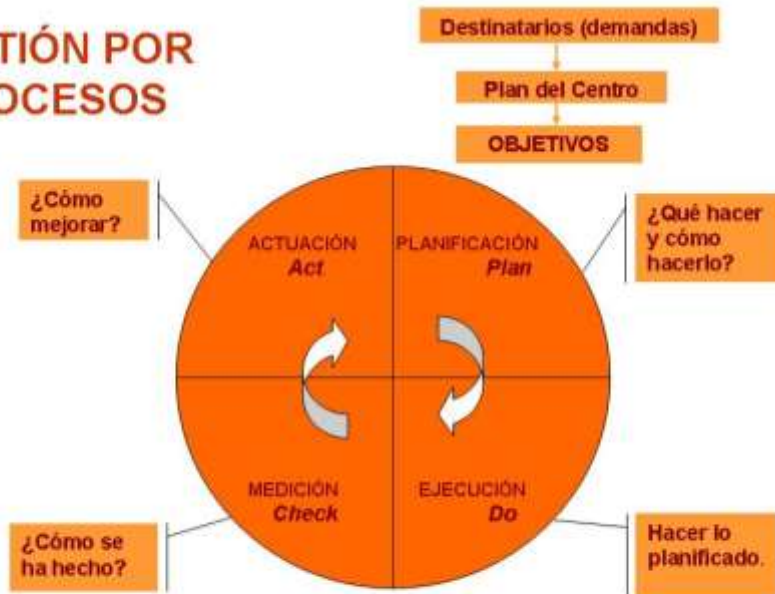 TIÓN POR
OCESOS
Destinatarios (demandas)
Plan del Centro
OBJETIVOS
¿Cómo
mejorar?
ACTUACIÓN
Act
PLANIFICACIÓN
Plan
¿Qué hacer
y cómo
hacerlo?
MEDICIÓN
Check
EJECUCIÓN
Do
¿Cómo se
ha hecho?
Hacer lo
planificado.